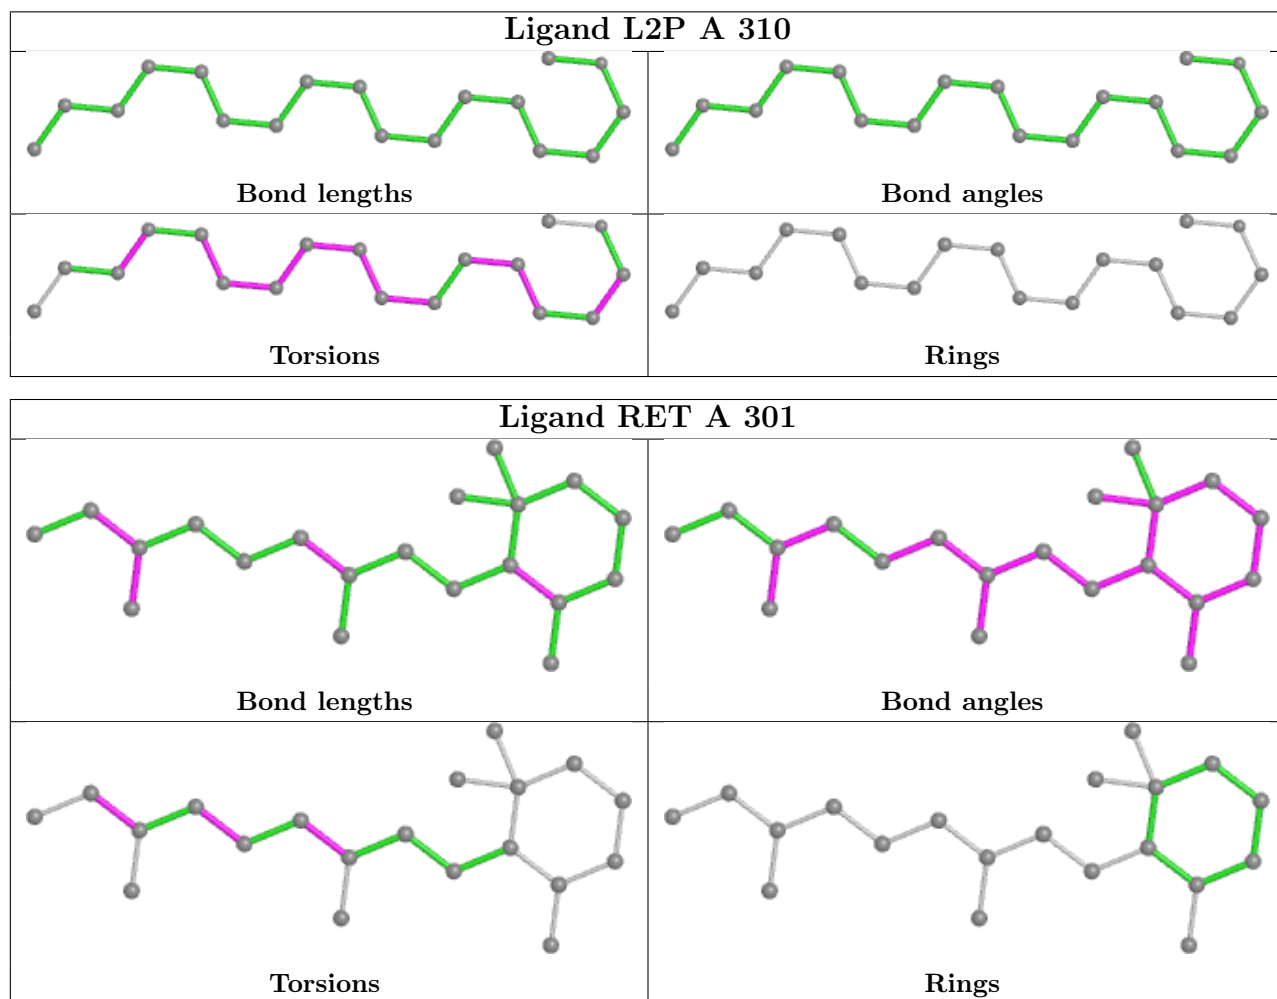 Ligand L2P A 310
Bond lengths
Bond angles
Torsions
Rings
Ligand RET A 301
Bond lengths
Bond angles
Torsions
Rings